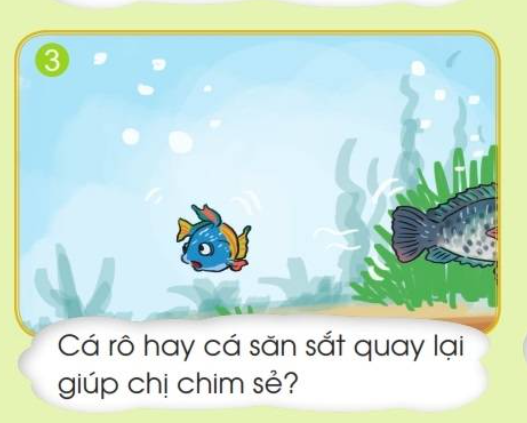 3
Cá rô hay cá săn sắt quay lại
giúp chị chim sẻ?